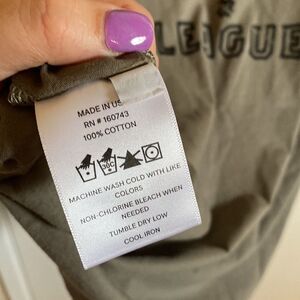 LEAGUE
MADE IN US
RN # 160743
100% COTTON
30C
MACHINE WASH COLD WITH LIKE
COLORS
NON-CHLORINE BLEACH WHEN
NEEDED
TUMBLE DRY LOW
COOL IRON